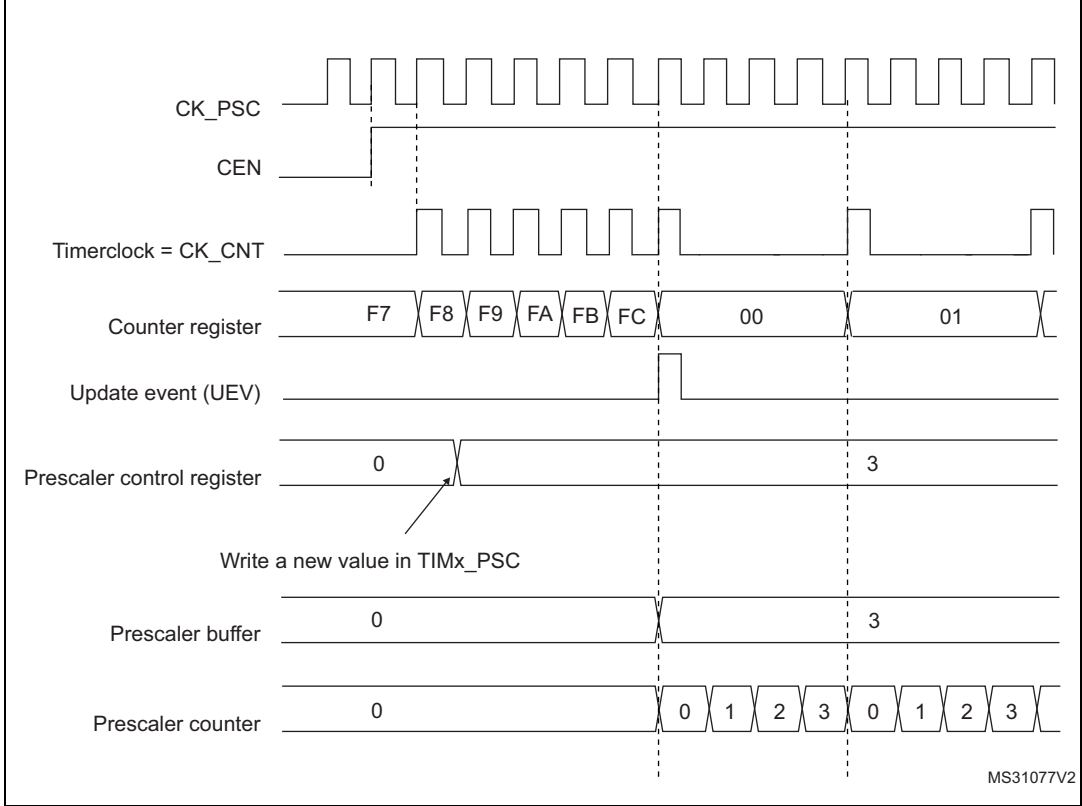 CK_PSC
CEN
Timerclock = CK_CNT
Counter register F7 F8 F9 FA FB FC 00 01
Update event (UEV)
Prescaler control register 0 3
Write a new value in TIMx_PSC
Prescaler buffer 0 3
Prescaler counter 0 0 1 2 3 0 1 2 3
MS31077V2